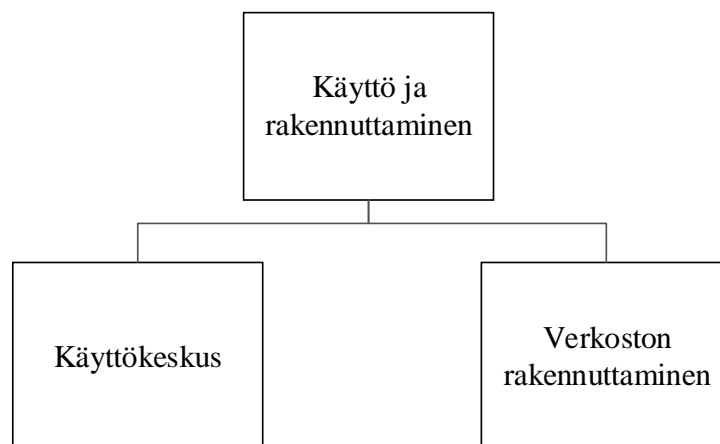 Käyttö ja
rakennuttaminen
Käyttökeskus
Verkoston
rakennuttaminen